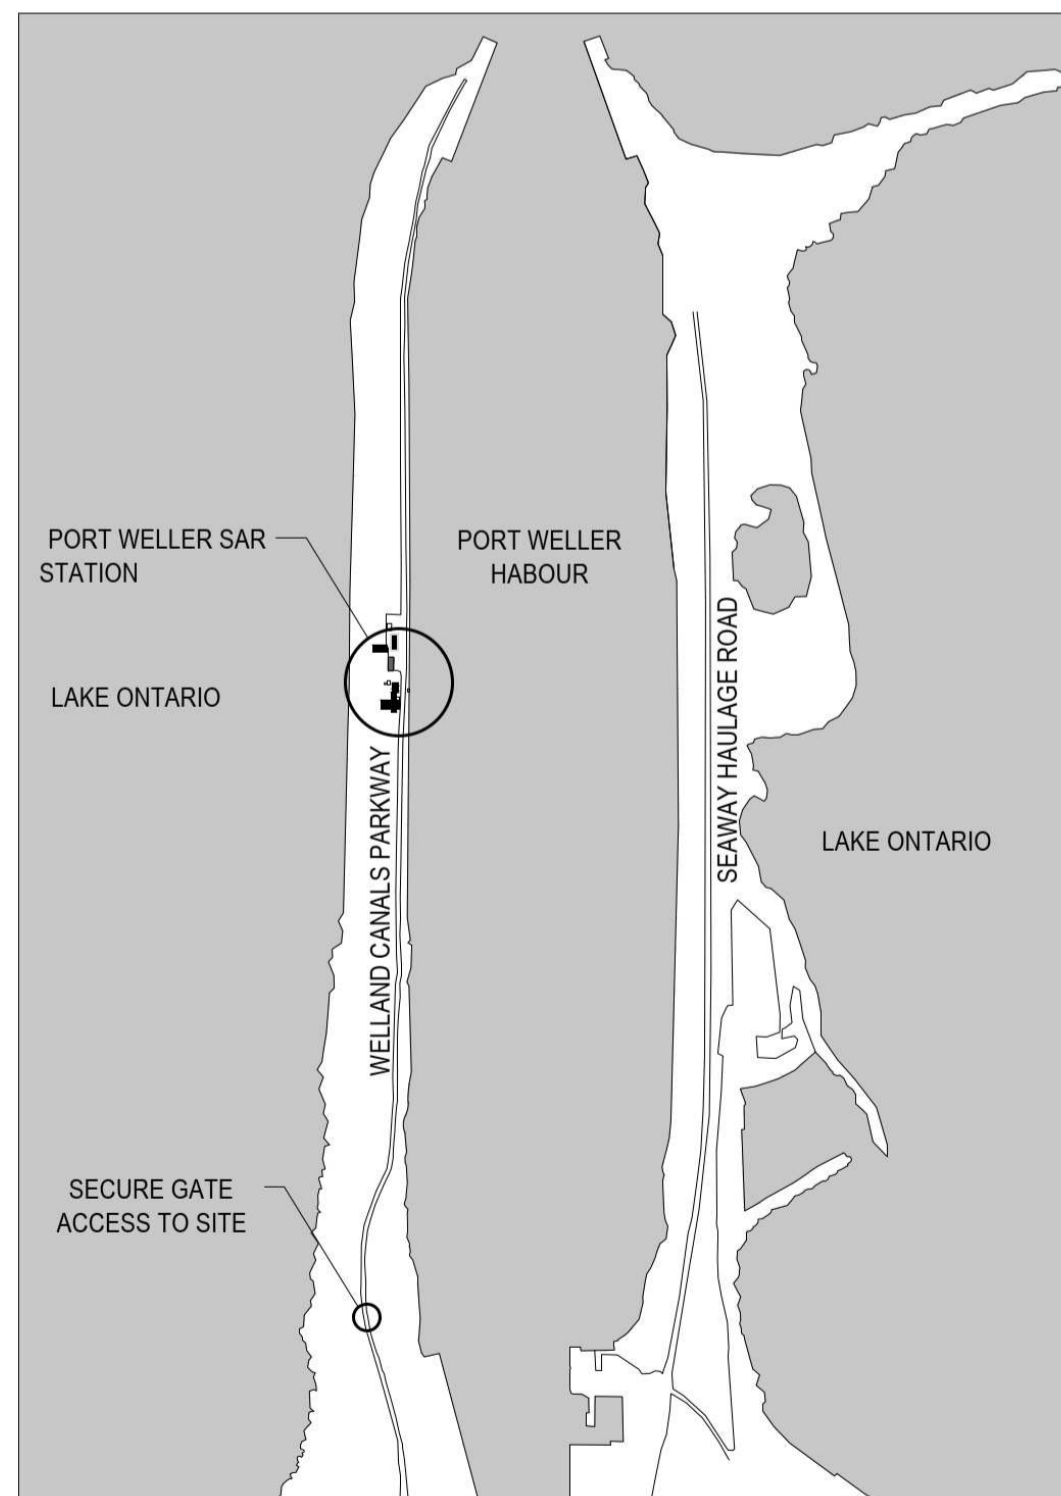 PORT WELLER SAR
STATION
PORT WELLER
HABOUR
LAKE ONTARIO
WELLAND CANALS PARKWAY
SEAWAY HAULAGE ROAD
LAKE ONTARIO
SECURE GATE
ACCESS TO SITE